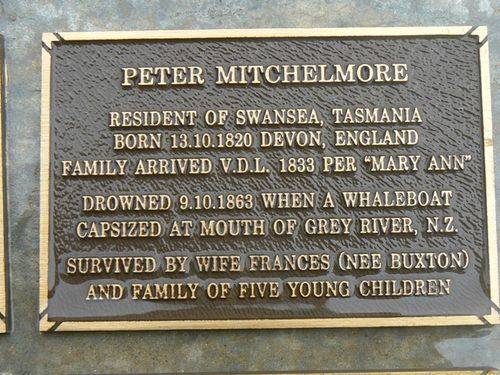 PETER MITCHELMORE
RESIDENT OF SWANSEA, TASMANIA
BORN 13.10.1820 DEVON, ENGLAND
FAMILY ARRIVED V.D.L. 1833 PER "MARY ANN"
DROWNED 9.10.1863 WHEN A WHALEBOAT
CAPSIZED AT MOUTH OF GREY RIVER, N.Z.
SURVIVED BY WIFE FRANCES (NEE BUXTON)
AND FAMILY OF FIVE YOUNG CHILDREN